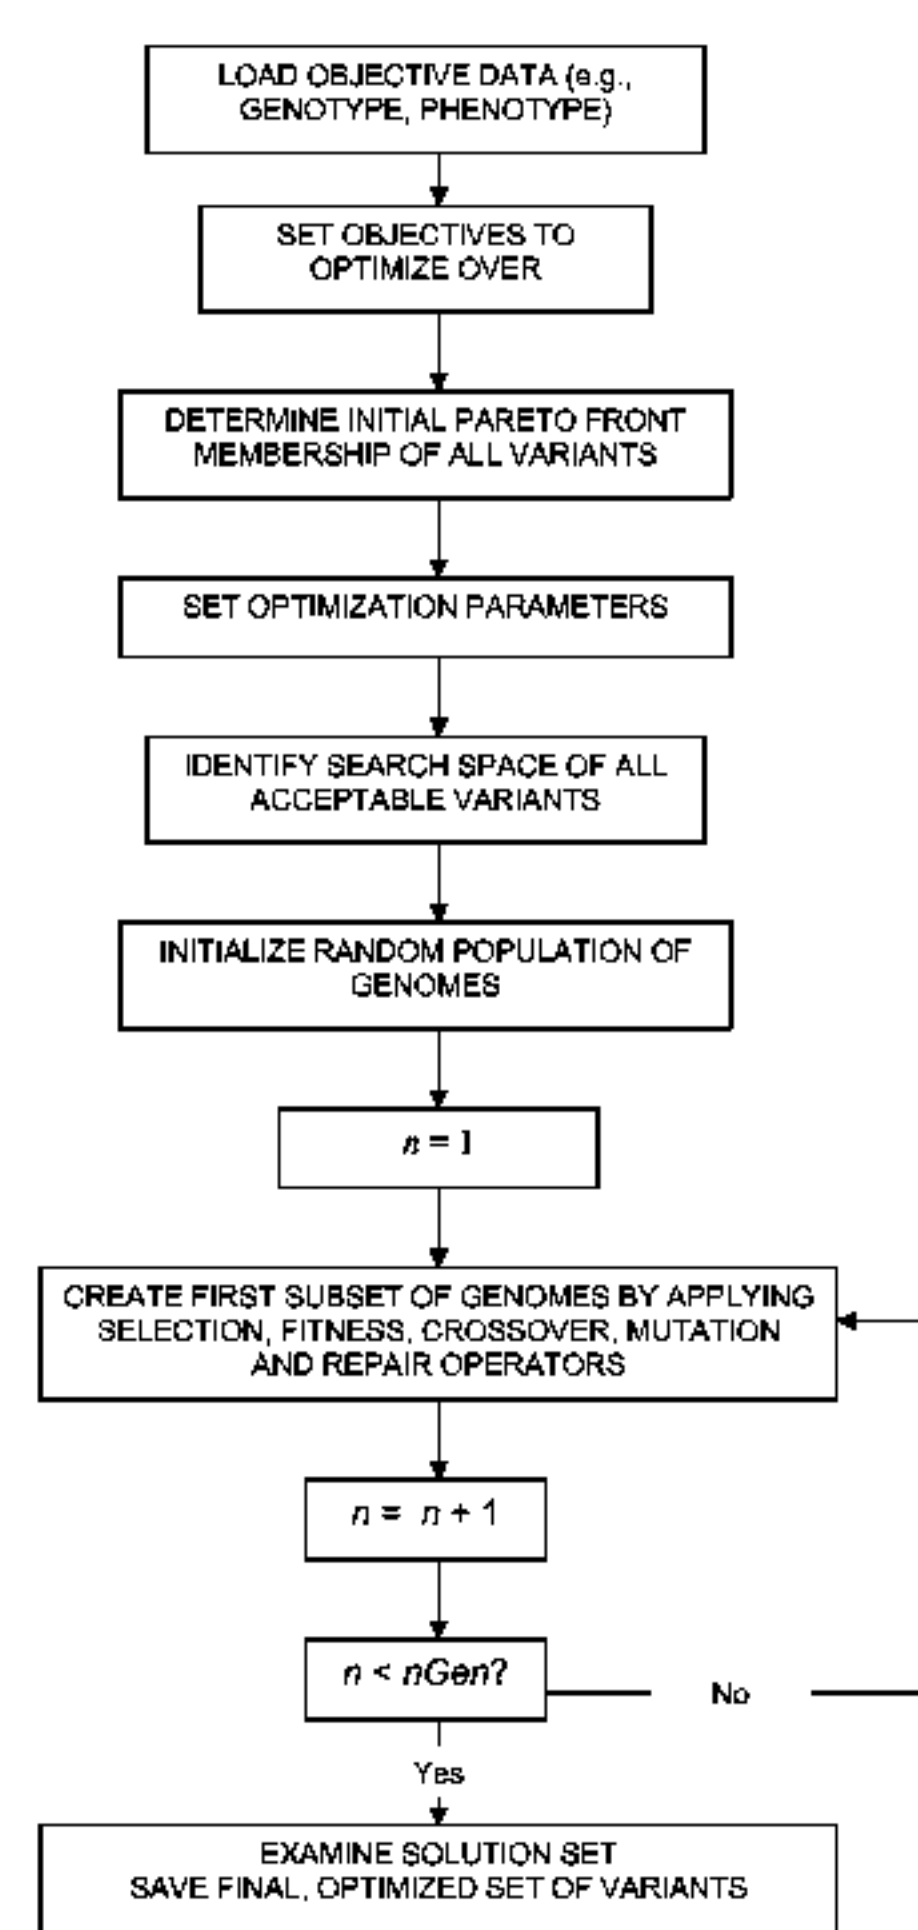 LOAD OBJECTIVE DATA (e.g.,
GENOTYPE, PHENOTYPE)
SET OBJECTIVES TO
OPTIMIZE OVER
DETERMINE INITIAL PARETO FRONT
MEMBERSHIP OF ALL VARIANTS
SET OPTIMIZATION PARAMETERS
IDENTIFY SEARCH SPACE OF ALL
ACCEPTABLE VARIANTS
INITIALIZE RANDOM POPULATION OF
GENOMES
n = 1
CREATE FIRST SUBSET OF GENOMES BY APPLYING
SELECTION, FITNESS, CROSSOVER, MUTATION
AND REPAIR OPERATORS
n = n + 1
n < nGen?
No
Yes
EXAMINE SOLUTION SET
SAVE FINAL, OPTIMIZED SET OF VARIANTS